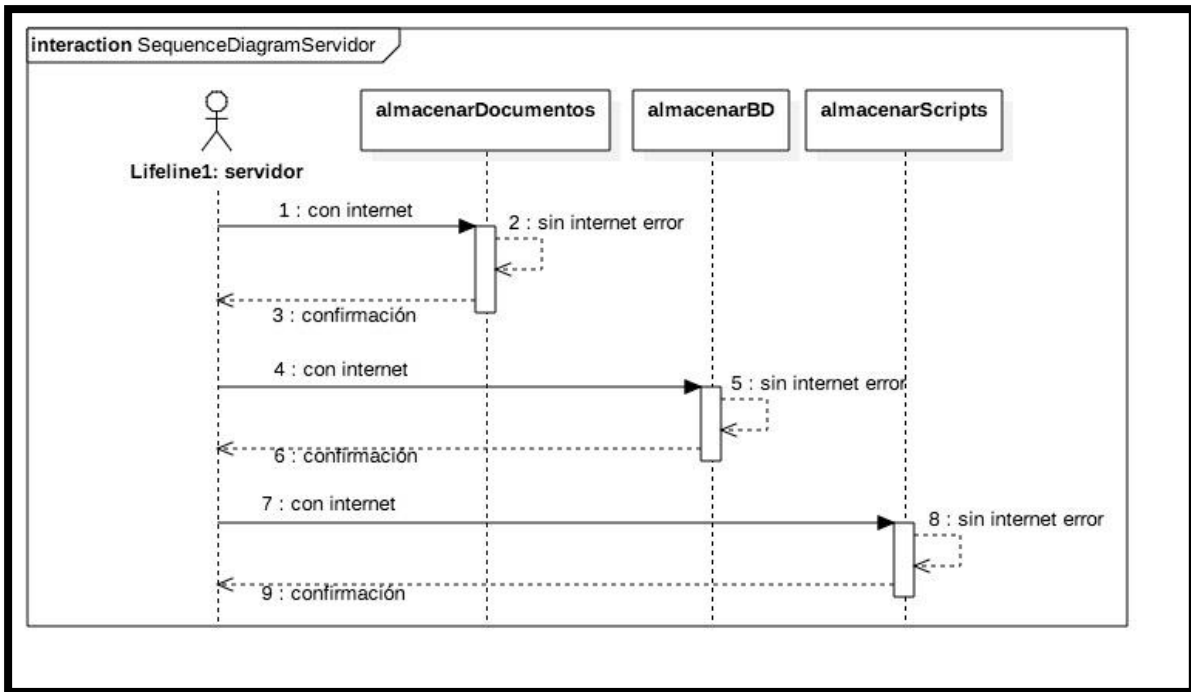 interaction SequenceDiagramServidor
almacenarDocumentos
almacenarBD
almacenarScripts
Lifeline1: servidor
1 : con internet
2 : sin internet error
3 : confirmación
4 : con internet
5 : sin internet error
6 : confirmación
7 : con internet
8 : sin internet error
9 : confirmación